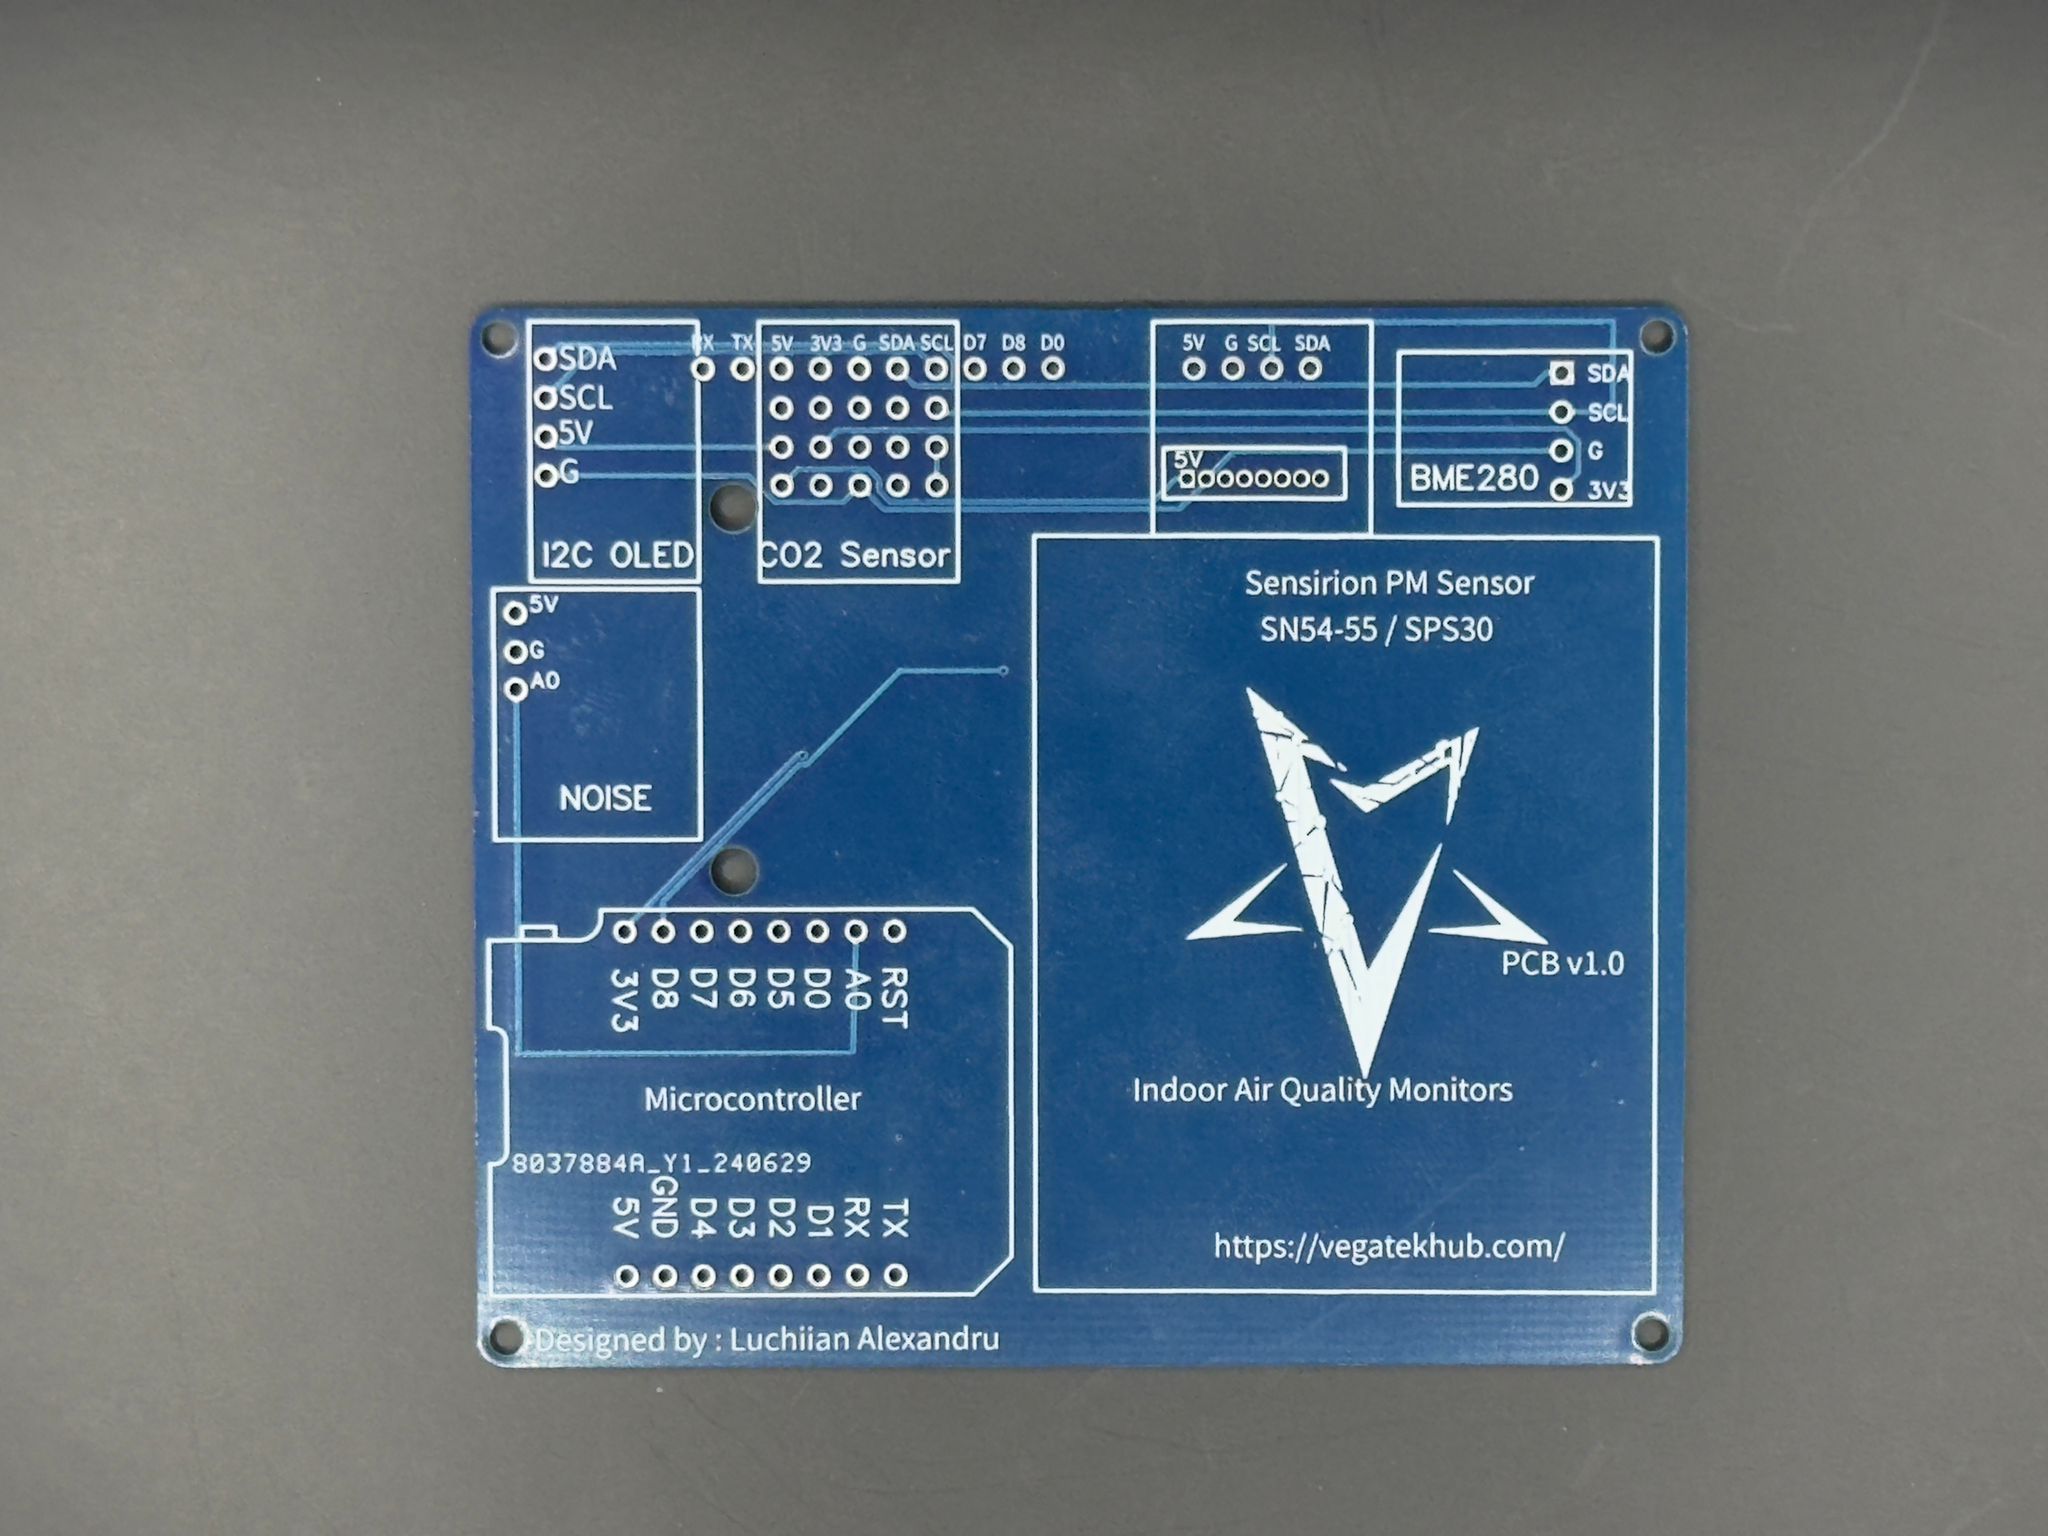 SDA
SCL
5V
G
I2C OLED
RX TX 5V 3V3 G SDA SCL D7 D8 D0
CO2 Sensor
5V G SCL SDA
5V
SDA
SCL
G
3V3
BME280
5V
G
A0
NOISE
Sensirion PM Sensor
SN54-55 / SPS30
PCB v1.0
Indoor Air Quality Monitors
https://vegatekhub.com/
3V3 D8 D7 D6 D5 D0 A0 RST
Microcontroller
8037884A_Y1_240629
5V GND D4 D3 D2 D1 RX TX
Designed by : Luchiian Alexandru